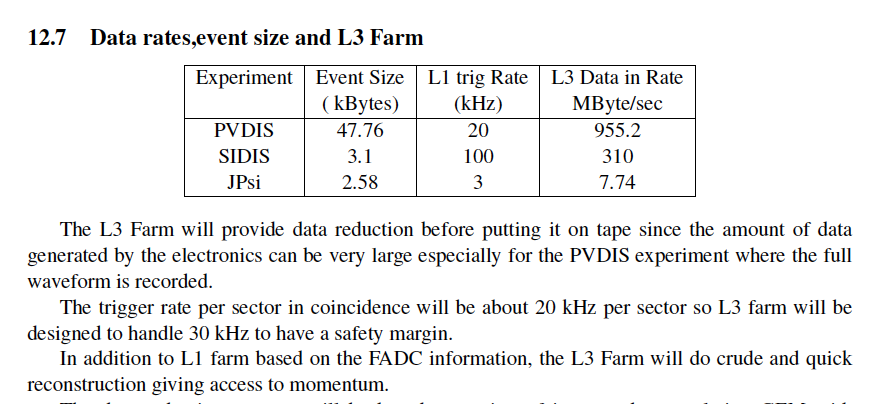 12.7 Data rates,event size and L3 Farm
Experiment Event Size L1 trig Rate L3 Data in Rate
( kBytes) (kHz) MByte/sec
PVDIS 47.76 20 955.2
SIDIS 3.1 100 310
JPsi 2.58 3 7.74
The L3 Farm will provide data reduction before putting it on tape since the amount of data
generated by the electronics can be very large especially for the PVDIS experiment where the full
waveform is recorded.
The trigger rate per sector in coincidence will be about 20 kHz per sector so L3 farm will be
designed to handle 30 kHz to have a safety margin.
In addition to L1 farm based on the FADC information, the L3 Farm will do crude and quick
reconstruction giving access to momentum.